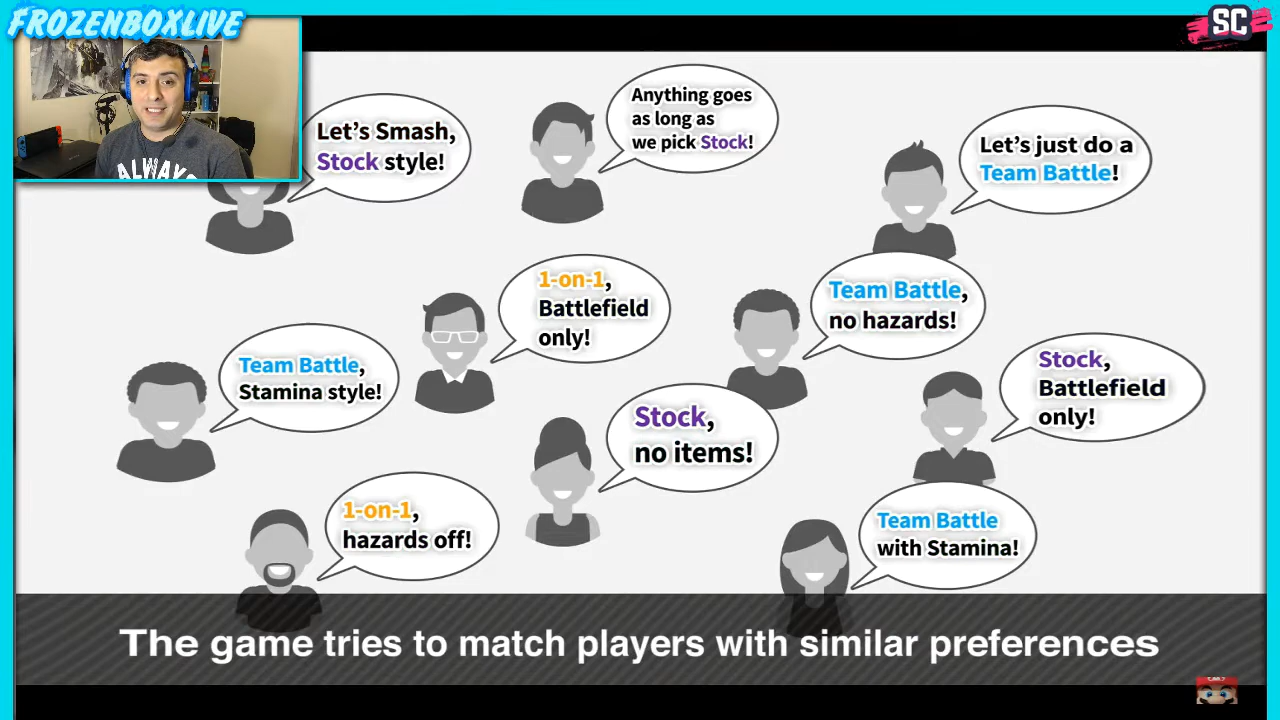 FROZENBOXLIVE
SC
Let's Smash,
Stock style!
Anything goes
as long as
we pick Stock!
Let's just do a
Team Battle!
ALWAYS
1-on-1,
Battlefield
only!
Team Battle,
no hazards!
Team Battle,
Stamina style!
Stock,
Battlefield
only!
Stock,
no items!
1-on-1,
hazards off!
Team Battle
with Stamina!
The game tries to match players with similar preferences